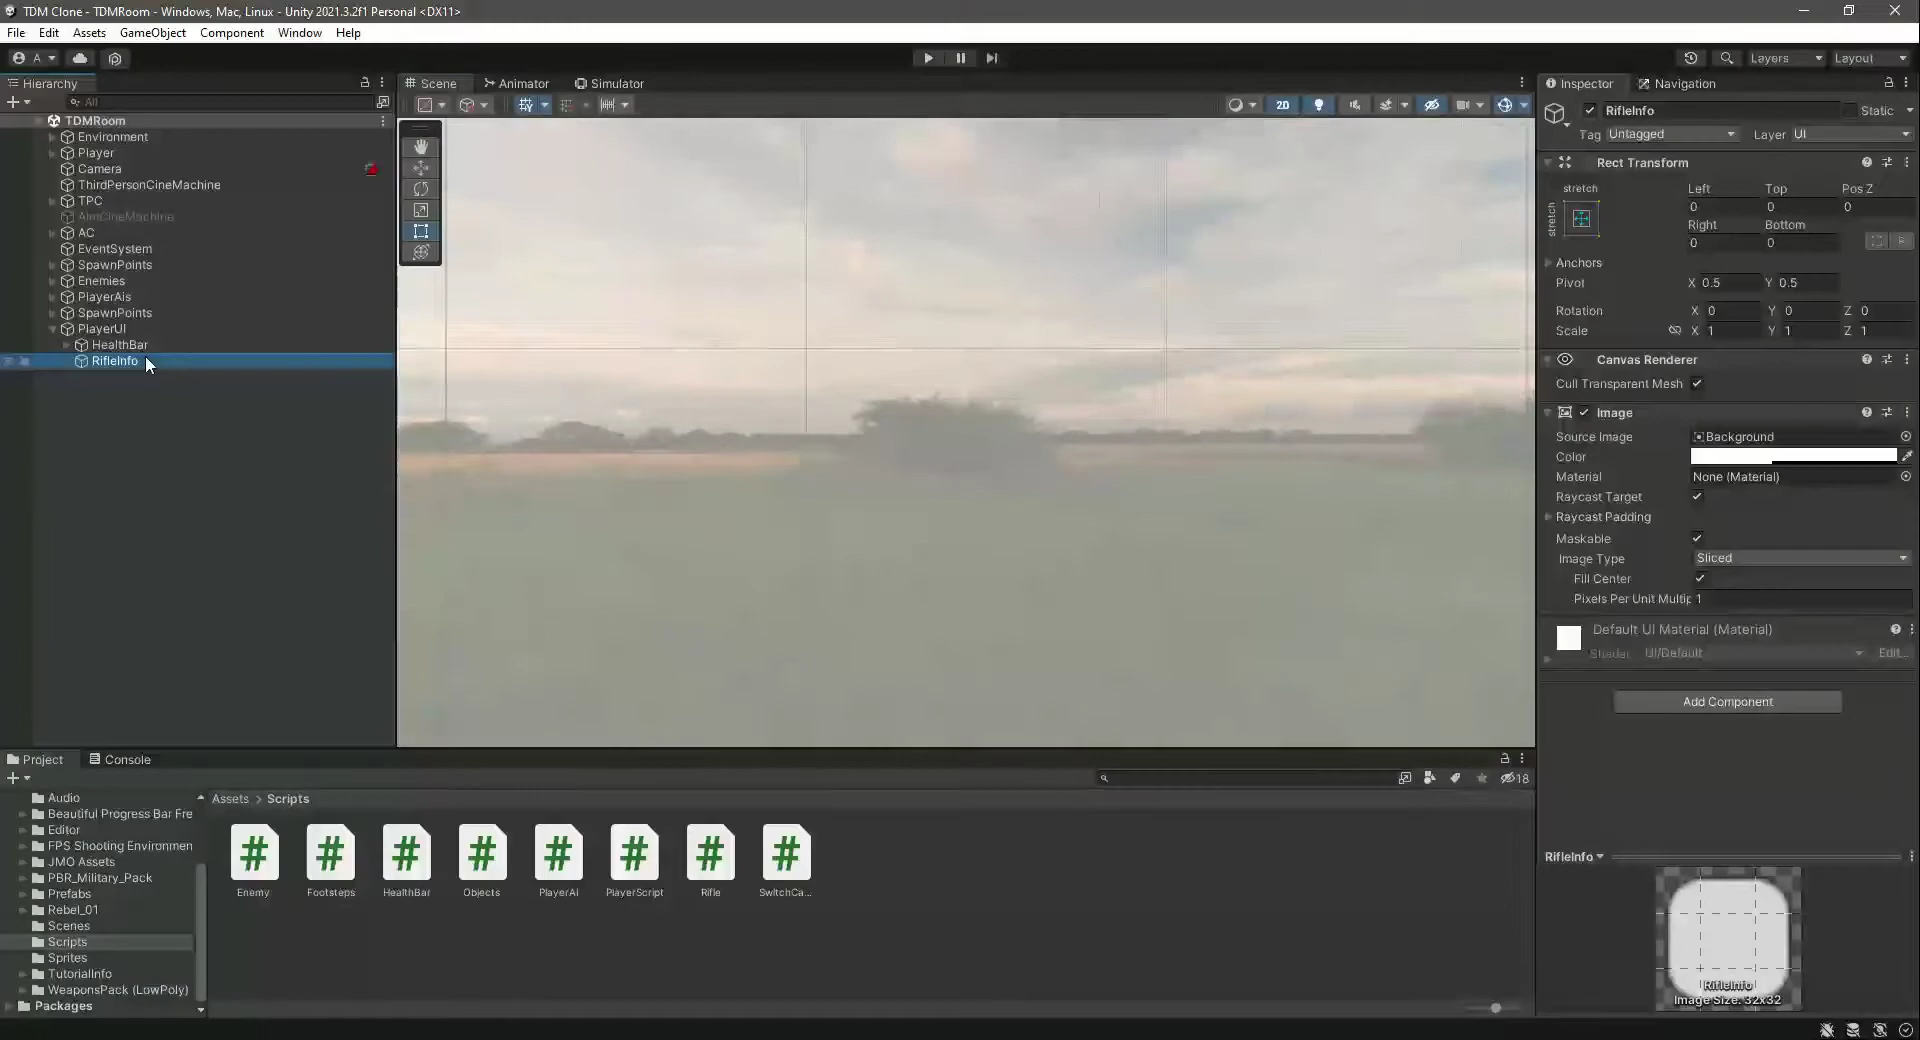 TDM Clone - TDMRoom - Windows, Mac, Linux - Unity 2021.3.2f1 Personal <DX11>
File Edit Assets GameObject Component Window Help
A Layers Layout
Hierarchy
All
TDMRoom
Environment
Player
Camera
ThirdPersonCineMachine
TPC
AimCineMachine
AC
EventSystem
SpawnPoints
Enemies
PlayerAis
SpawnPoints
PlayerUI
HealthBar
RifleInfo
Scene Animator Simulator
2D
Inspector Navigation
RifleInfo Static
Tag Untagged Layer UI
Rect Transform
stretch Left Top Pos Z
stretch 0 0 0
Right Bottom
0 0 R
Anchors
Pivot X 0.5 Y 0.5
Rotation X 0 Y 0 Z 0
Scale X 1 Y 1 Z 1
Canvas Renderer
Cull Transparent Mesh
Image
Source Image Background
Color
Material None (Material)
Raycast Target
Raycast Padding
Maskable
Image Type Sliced
Fill Center
Pixels Per Unit Multip 1
Default UI Material (Material)
Shader UI/Default Edit...
Add Component
RifleInfo
RifleInfo
Image Size: 32x32
Project Console
18
Audio
Beautiful Progress Bar Fre
Editor
FPS Shooting Environmen
JMO Assets
PBR_Military_Pack
Prefabs
Rebel_01
Scenes
Scripts
Sprites
TutorialInfo
WeaponsPack (LowPoly)
Packages
Assets > Scripts
# # # # # # # #
Enemy Footsteps HealthBar Objects PlayerAI PlayerScript Rifle SwitchCa...